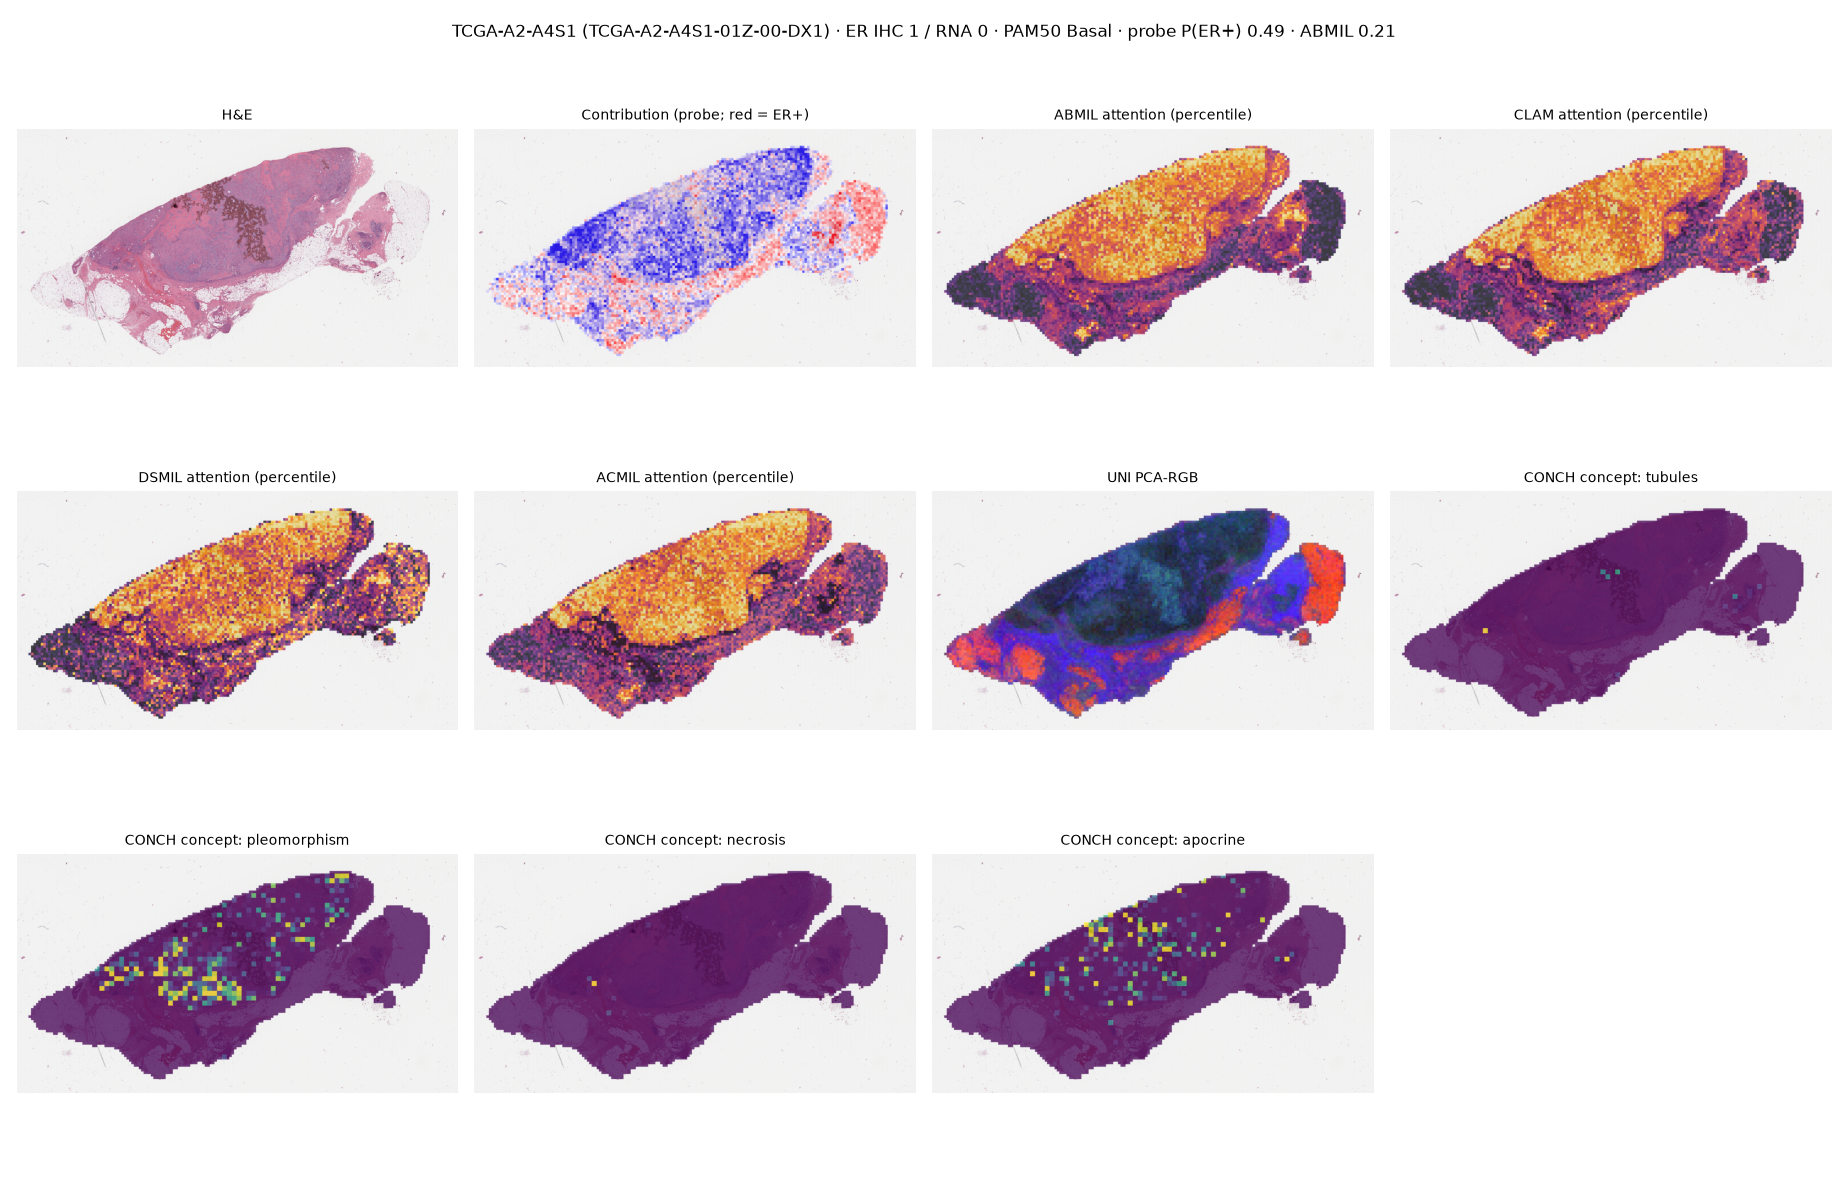 TCGA-A2-A4S1 (TCGA-A2-A4S1-01Z-00-DX1) · ER IHC 1 / RNA 0 · PAM50 Basal · probe P(ER+) 0.49 · ABMIL 0.21
H&E
Contribution (probe; red = ER+)
ABMIL attention (percentile)
CLAM attention (percentile)
DSMIL attention (percentile)
ACMIL attention (percentile)
UNI PCA-RGB
CONCH concept: tubules
CONCH concept: pleomorphism
CONCH concept: necrosis
CONCH concept: apocrine